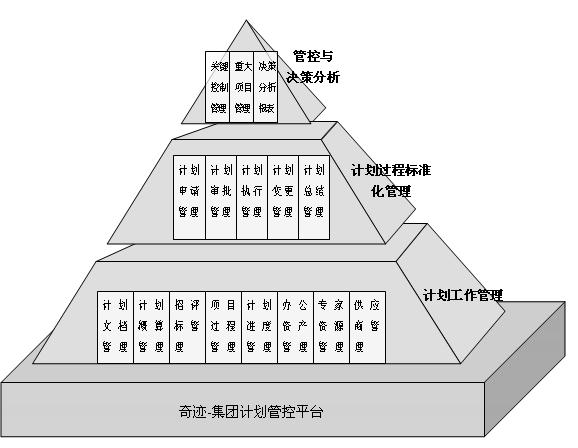 管控与
决策分析
关键
控制
管理
重大
项目
管理
决策
分析
报表
计划过程标准
化管理
计划
申请
管理
计划
审批
管理
计划
执行
管理
计划
变更
管理
计划
总结
管理
计划工作管理
计划
文档
管理
计划
概算
管理
招评
标管
理
项目
过程
管理
计划
进度
管理
办公
资产
管理
专家
资源
管理
供应
商管
理
奇迹-集团计划管控平台